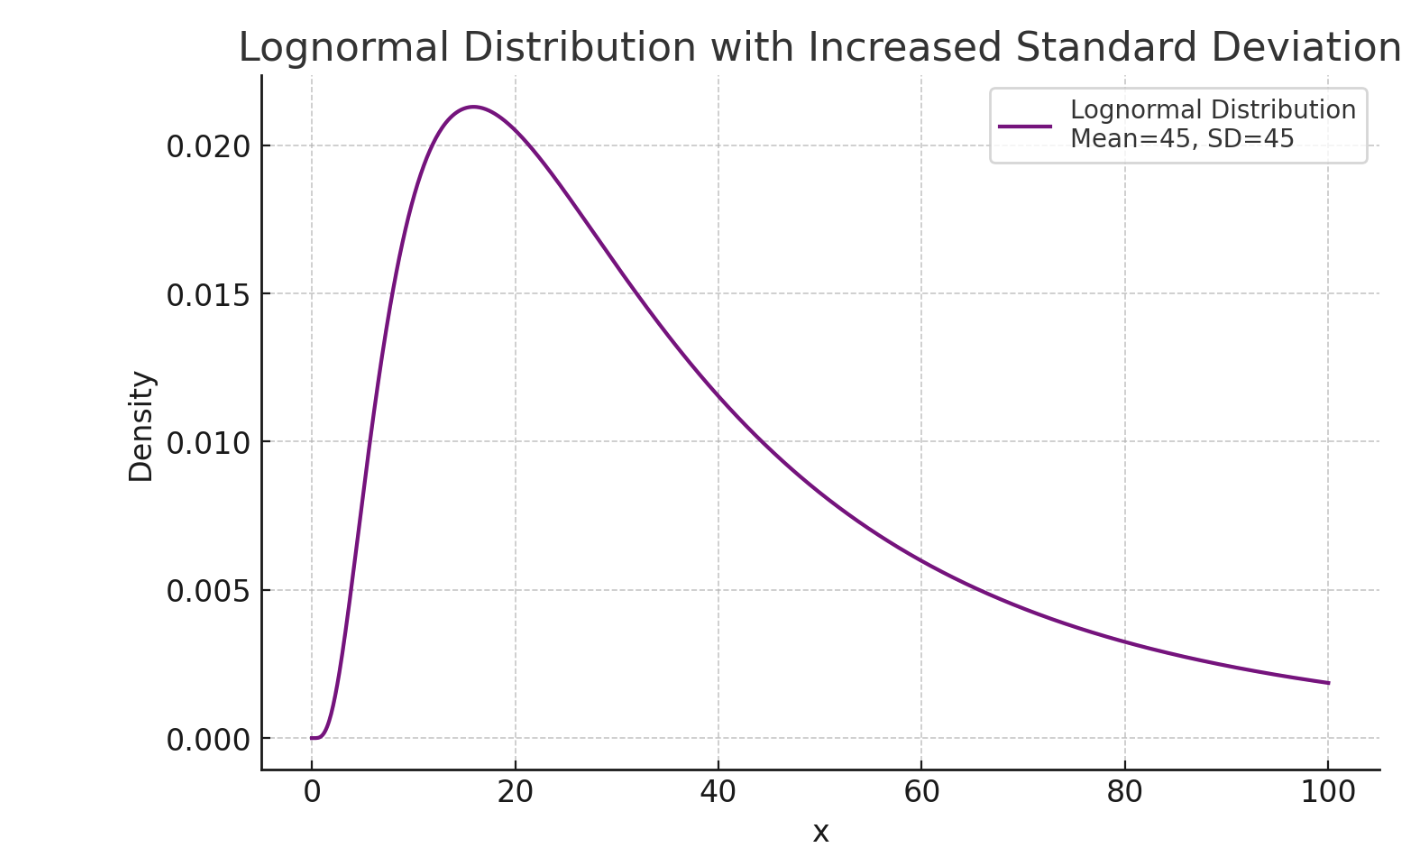 Lognormal Distribution with Increased Standard Deviation
Lognormal Distribution
Mean=45, SD=45
0.020
0.015
0.010
0.005
0.000
Density
0 20 40 60 80 100
x